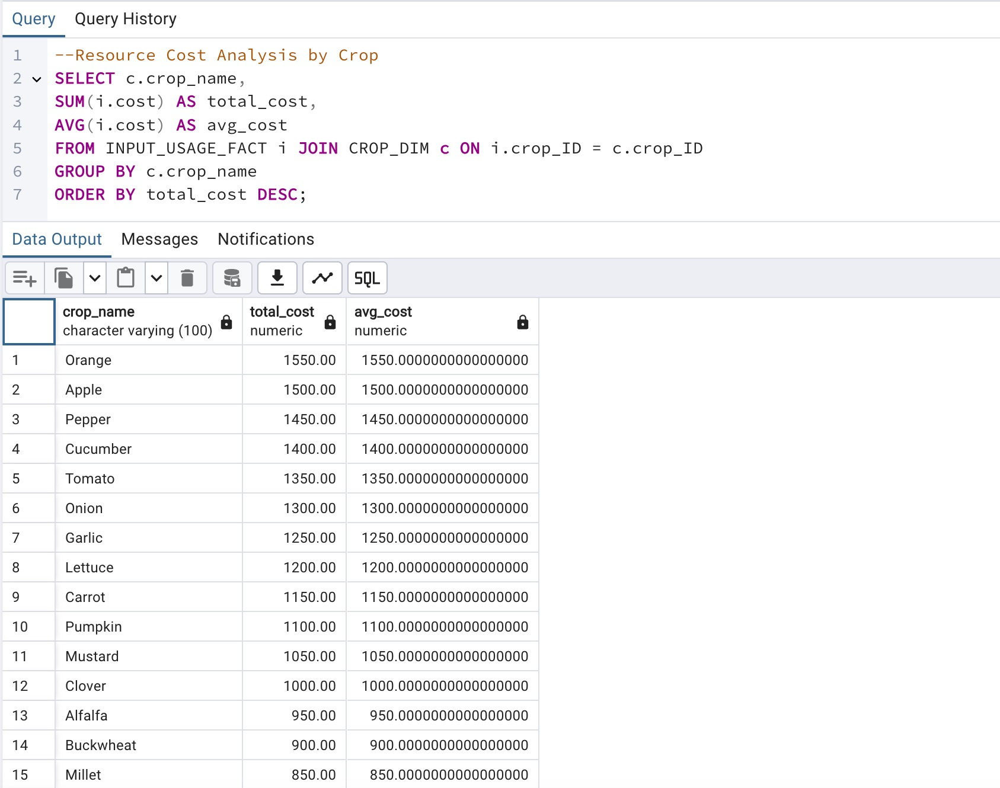 Query Query History
1 --Resource Cost Analysis by Crop
2 SELECT c.crop_name,
3 SUM(i.cost) AS total_cost,
4 AVG(i.cost) AS avg_cost
5 FROM INPUT_USAGE_FACT i JOIN CROP_DIM c ON i.crop_ID = c.crop_ID
6 GROUP BY c.crop_name
7 ORDER BY total_cost DESC;
Data Output Messages Notifications
SQL
crop_name total_cost avg_cost
character varying (100) numeric numeric
1 Orange 1550.00 1550.0000000000000000
2 Apple 1500.00 1500.0000000000000000
3 Pepper 1450.00 1450.0000000000000000
4 Cucumber 1400.00 1400.0000000000000000
5 Tomato 1350.00 1350.0000000000000000
6 Onion 1300.00 1300.0000000000000000
7 Garlic 1250.00 1250.0000000000000000
8 Lettuce 1200.00 1200.0000000000000000
9 Carrot 1150.00 1150.0000000000000000
10 Pumpkin 1100.00 1100.0000000000000000
11 Mustard 1050.00 1050.0000000000000000
12 Clover 1000.00 1000.0000000000000000
13 Alfalfa 950.00 950.0000000000000000
14 Buckwheat 900.00 900.0000000000000000
15 Millet 850.00 850.0000000000000000